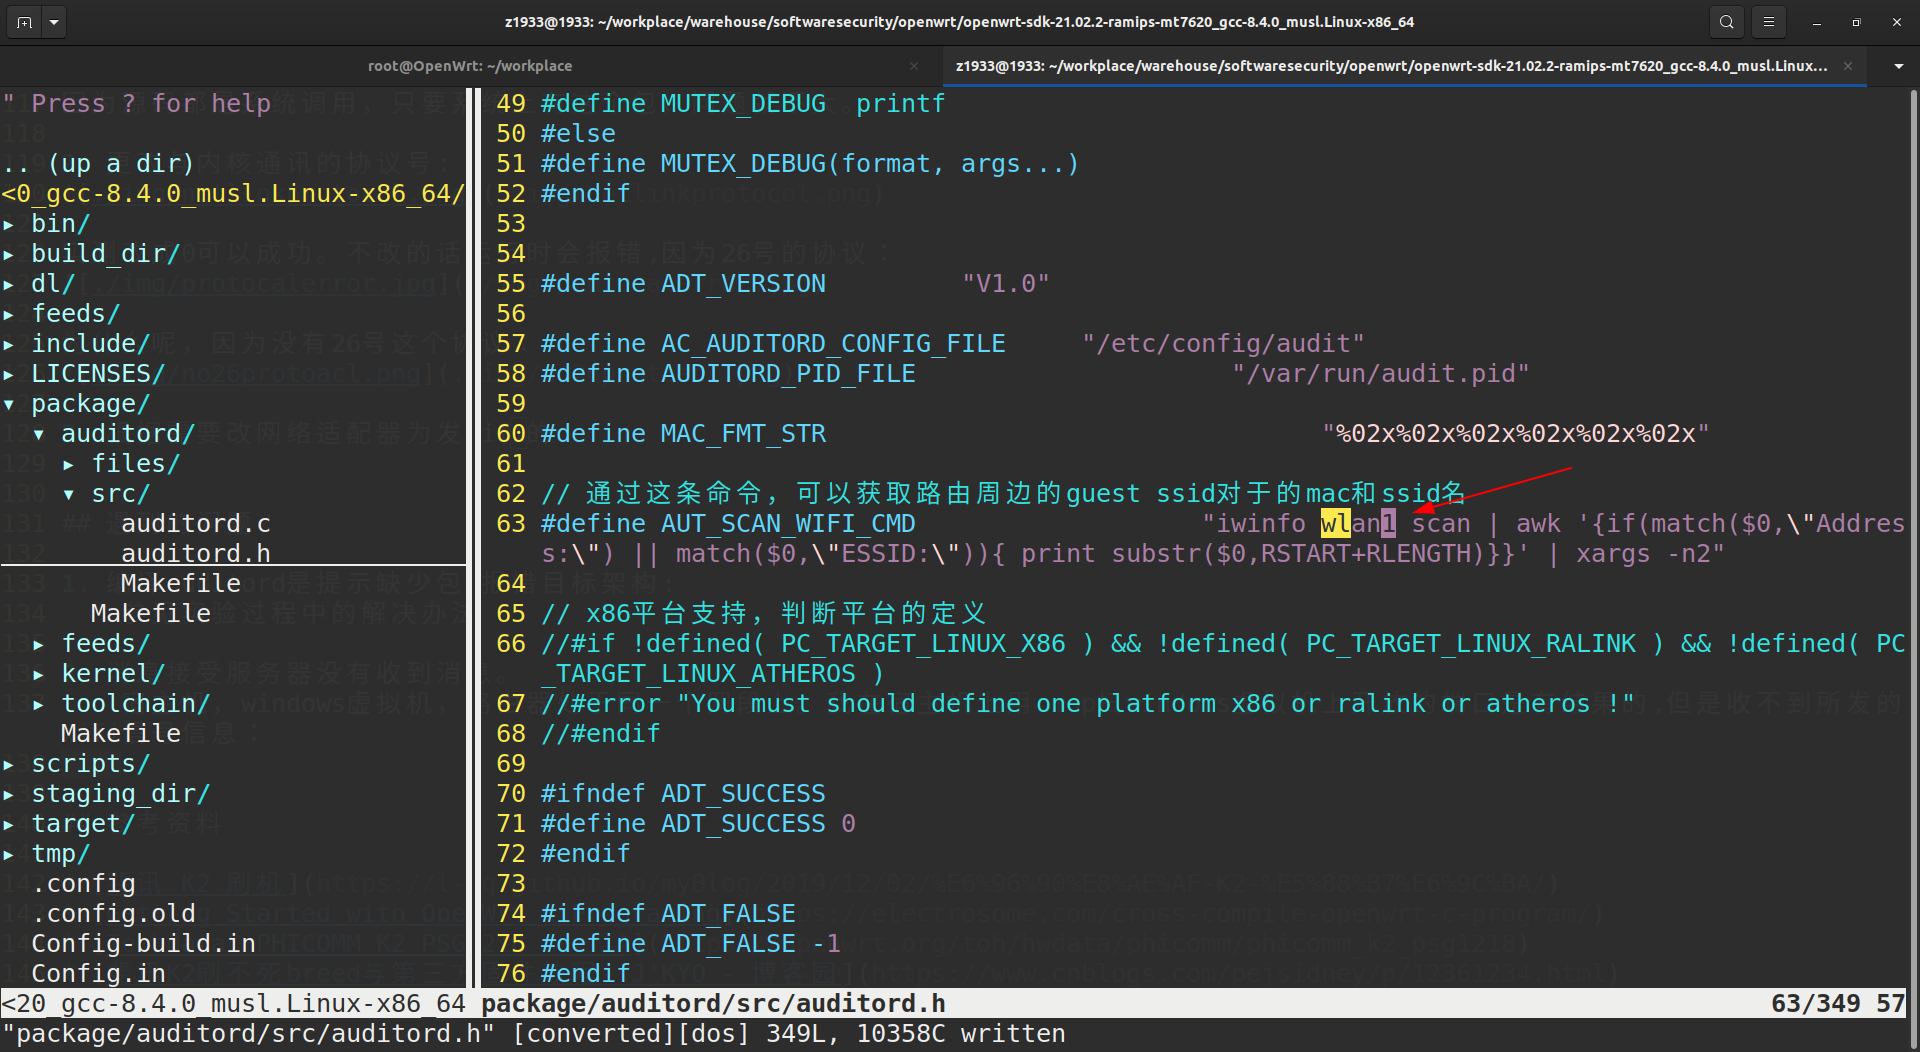 z1933@1933: ~/workplace/warehouse/softwaresecurity/openwrt/openwrt-sdk-21.02.2-ramips-mt7620_gcc-8.4.0_musl.Linux-x86_64
root@OpenWrt: ~/workplace
z1933@1933: ~/workplace/warehouse/softwaresecurity/openwrt/openwrt-sdk-21.02.2-ramips-mt7620_gcc-8.4.0_musl.Linux...
" Press ? for help
.. (up a dir)
<0_gcc-8.4.0_musl.Linux-x86_64/
▸ bin/
▸ build_dir/
▸ dl/
▸ feeds/
▸ include/
▸ LICENSES/
▾ package/
▾ auditord/
▸ files/
▾ src/
auditord.c
auditord.h
Makefile
Makefile
▸ feeds/
▸ kernel/
▸ toolchain/
Makefile
▸ scripts/
▸ staging_dir/
▸ target/
▸ tmp/
.config
.config.old
Config-build.in
Config.in
49 #define MUTEX_DEBUG  printf
50 #else
51 #define MUTEX_DEBUG(format, args...)
52 #endif
53
54
55 #define ADT_VERSION         "V1.0"
56
57 #define AC_AUDITORD_CONFIG_FILE     "/etc/config/audit"
58 #define AUDITORD_PID_FILE                     "/var/run/audit.pid"
59
60 #define MAC_FMT_STR                                 "%02x%02x%02x%02x%02x%02x"
61
62 // 通过这条命令，可以获取路由周边的guest ssid对于的mac和ssid名
63 #define AUT_SCAN_WIFI_CMD                   "iwinfo wlan1 scan | awk '{if(match($0,\"Addres
s:\") || match($0,\"ESSID:\")){ print substr($0,RSTART+RLENGTH)}}' | xargs -n2"
64
65 // x86平台支持，判断平台的定义
66 //#if !defined( PC_TARGET_LINUX_X86 ) && !defined( PC_TARGET_LINUX_RALINK ) && !defined( PC
_TARGET_LINUX_ATHEROS )
67 //#error "You must should define one platform x86 or ralink or atheros !"
68 //#endif
69
70 #ifndef ADT_SUCCESS
71 #define ADT_SUCCESS 0
72 #endif
73
74 #ifndef ADT_FALSE
75 #define ADT_FALSE -1
76 #endif
<20_gcc-8.4.0_musl.Linux-x86_64 package/auditord/src/auditord.h 63/349 57
"package/auditord/src/auditord.h" [converted][dos] 349L, 10358C written